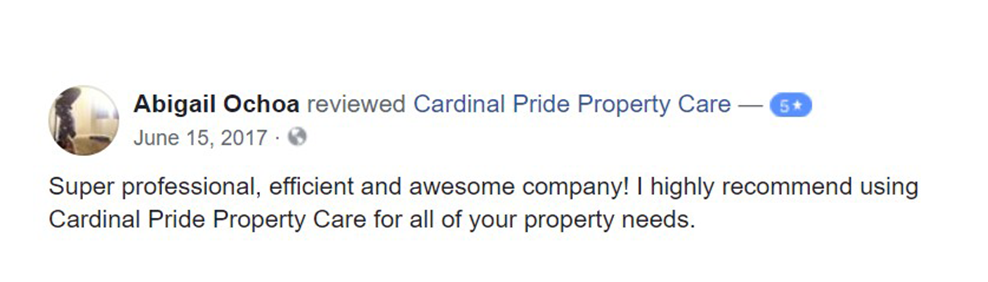 Abigail Ochoa reviewed Cardinal Pride Property Care — 5★
June 15, 2017 ·
Super professional, efficient and awesome company! I highly recommend using
Cardinal Pride Property Care for all of your property needs.